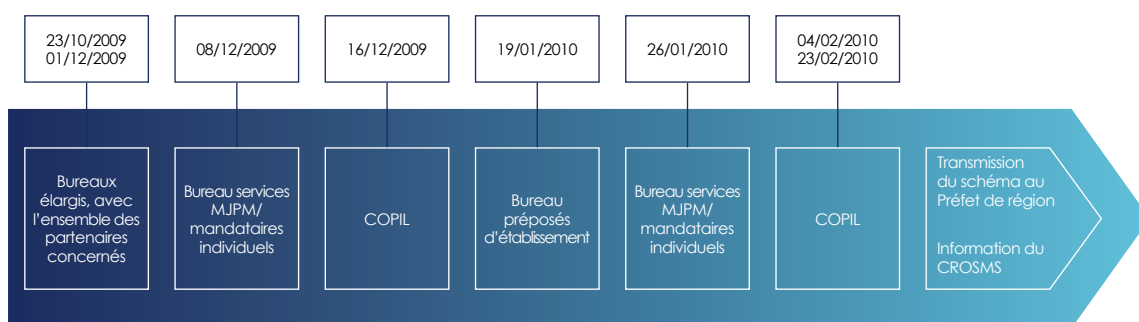 23/10/2009
01/12/2009
08/12/2009
16/12/2009
19/01/2010
26/01/2010
04/02/2010
23/02/2010
Bureaux
élargis, avec
l'ensemble des
partenaires
concernés
Bureau services
MJPM/
mandataires
individuels
COPIL
Bureau
préposés
d'établissement
Bureau services
MJPM/
mandataires
individuels
COPIL
Transmission
du schéma au
Préfet de région
Information du
CROSMS